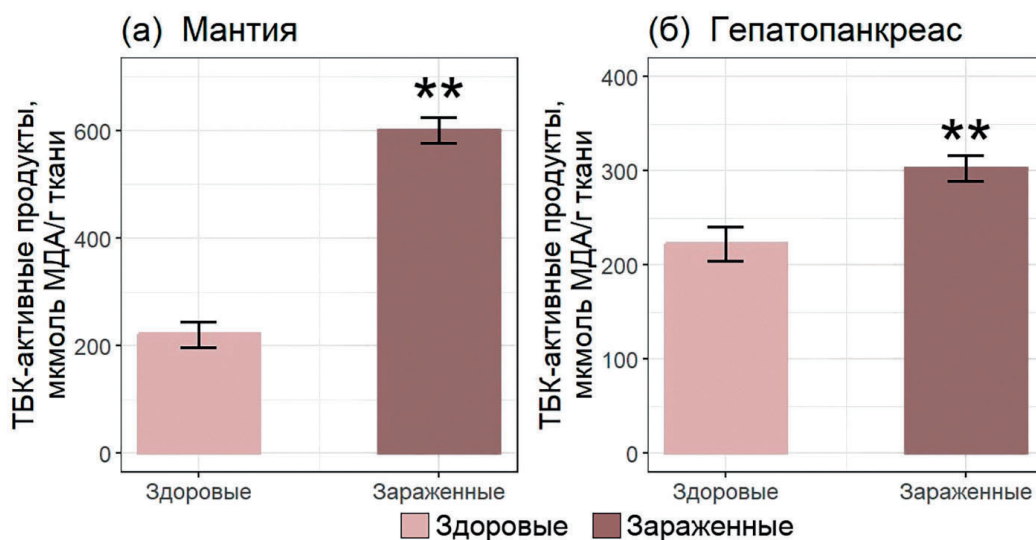 (а) Мантия
ТБК-активные продукты,
мкмоль МДА/г ткани
600
400
200
0
**
Здоровые
Зараженные
(б) Гепатопанкреас
ТБК-активные продукты,
мкмоль МДА/г ткани
400
300
200
100
0
**
Здоровые
Зараженные
Здоровые
Зараженные